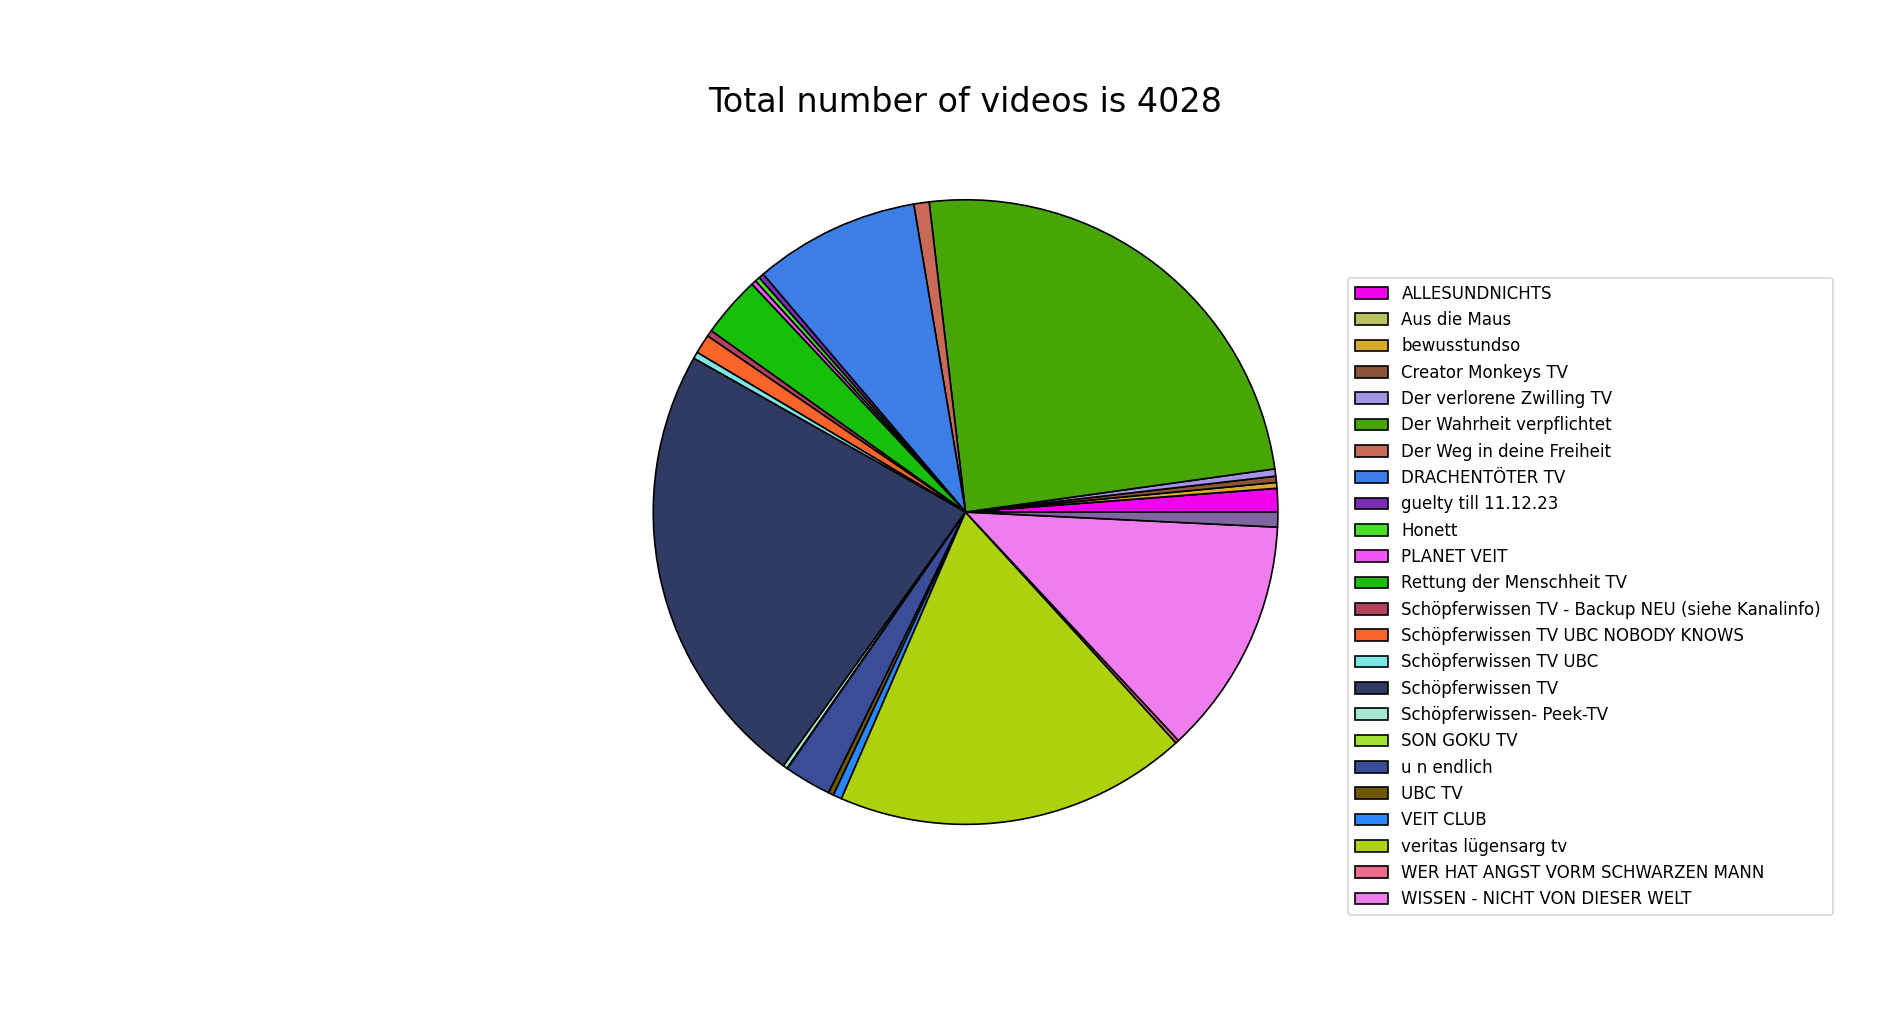 Total number of videos is 4028
ALLESUNDNICHTS
Aus die Maus
bewusstundso
Creator Monkeys TV
Der verlorene Zwilling TV
Der Wahrheit verpflichtet
Der Weg in deine Freiheit
DRACHENTÖTER TV
guelty till 11.12.23
Honett
PLANET VEIT
Rettung der Menschheit TV
Schöpferwissen TV - Backup NEU (siehe Kanalinfo)
Schöpferwissen TV UBC NOBODY KNOWS
Schöpferwissen TV UBC
Schöpferwissen TV
Schöpferwissen- Peek-TV
SON GOKU TV
u n endlich
UBC TV
VEIT CLUB
veritas lügensarg tv
WER HAT ANGST VORM SCHWARZEN MANN
WISSEN - NICHT VON DIESER WELT